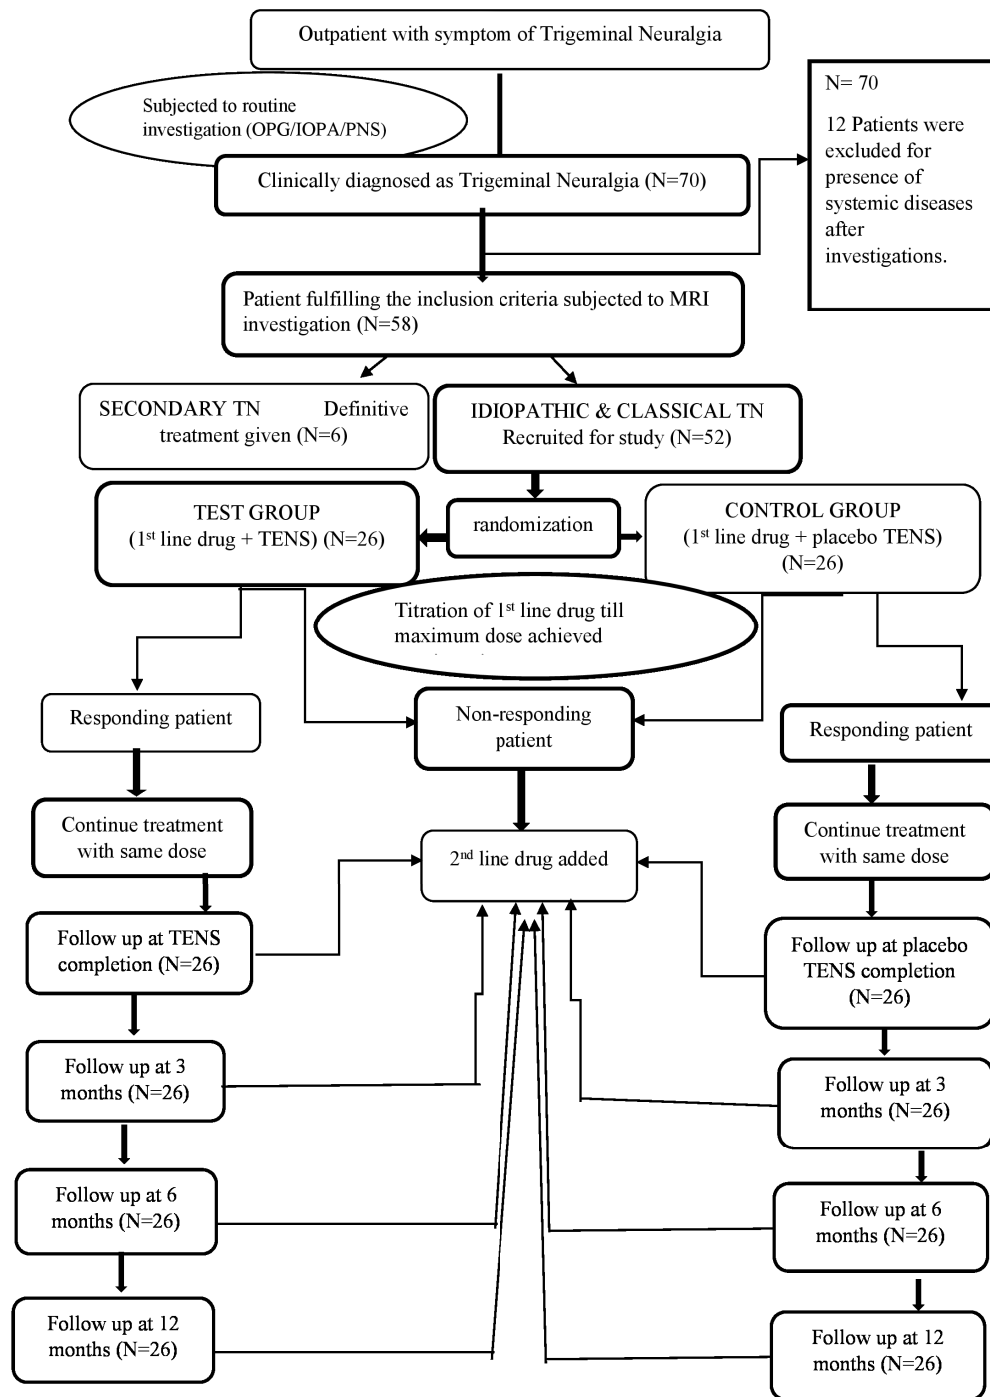 Outpatient with symptom of Trigeminal Neuralgia
Subjected to routine
investigation (OPG/IOPA/PNS)
N= 70
12 Patients were
excluded for
presence of
systemic diseases
after
investigations.
Clinically diagnosed as Trigeminal Neuralgia (N=70)
Patient fulfilling the inclusion criteria subjected to MRI
investigation (N=58)
SECONDARY TN Definitive
treatment given (N=6)
IDIOPATHIC & CLASSICAL TN
Recruited for study (N=52)
TEST GROUP
(1st line drug + TENS) (N=26)
randomization
CONTROL GROUP
(1st line drug + placebo TENS)
(N=26)
Titration of 1st line drug till
maximum dose achieved
Responding patient
Non-responding
patient
Responding patient
Continue treatment
with same dose
2nd line drug added
Continue treatment
with same dose
Follow up at TENS
completion (N=26)
Follow up at placebo
TENS completion
(N=26)
Follow up at 3
months (N=26)
Follow up at 3
months (N=26)
Follow up at 6
months (N=26)
Follow up at 6
months (N=26)
Follow up at 12
months (N=26)
Follow up at 12
months (N=26)